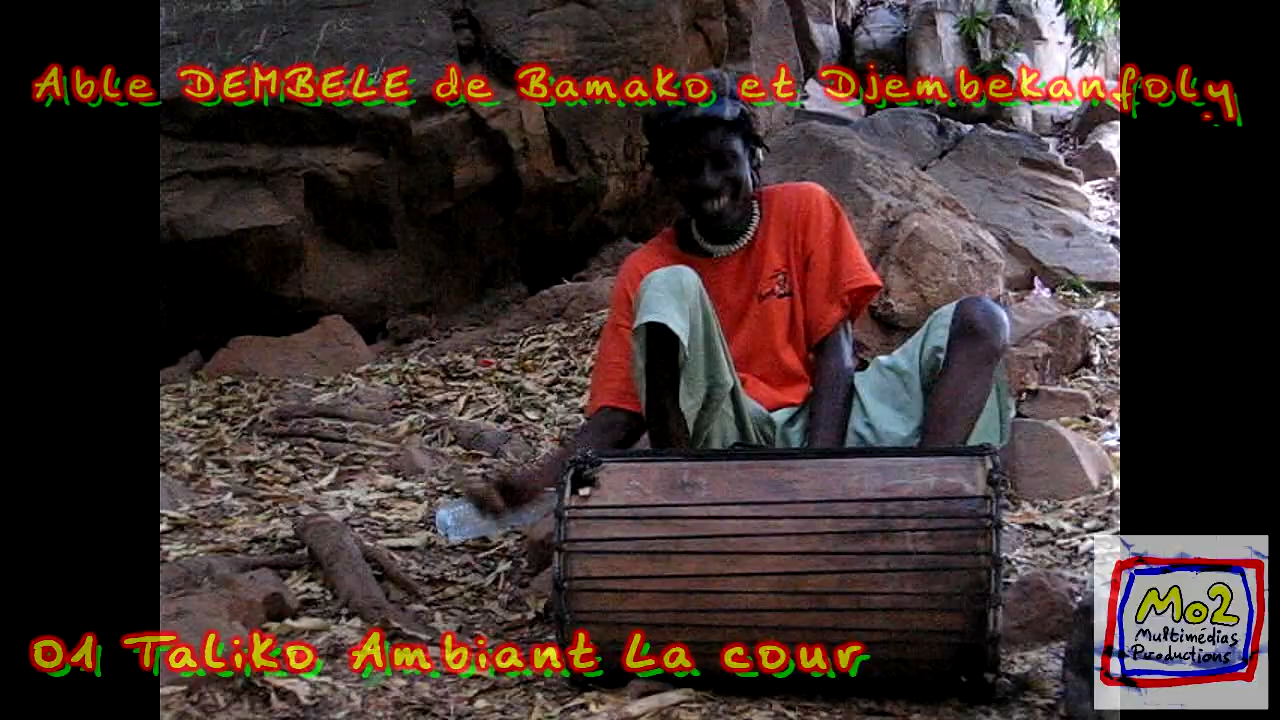 Able DEMBELE de Bamako et Djembekanfoly
01 Taliko Ambiant La cour
Mo2
Multimédias
Productions